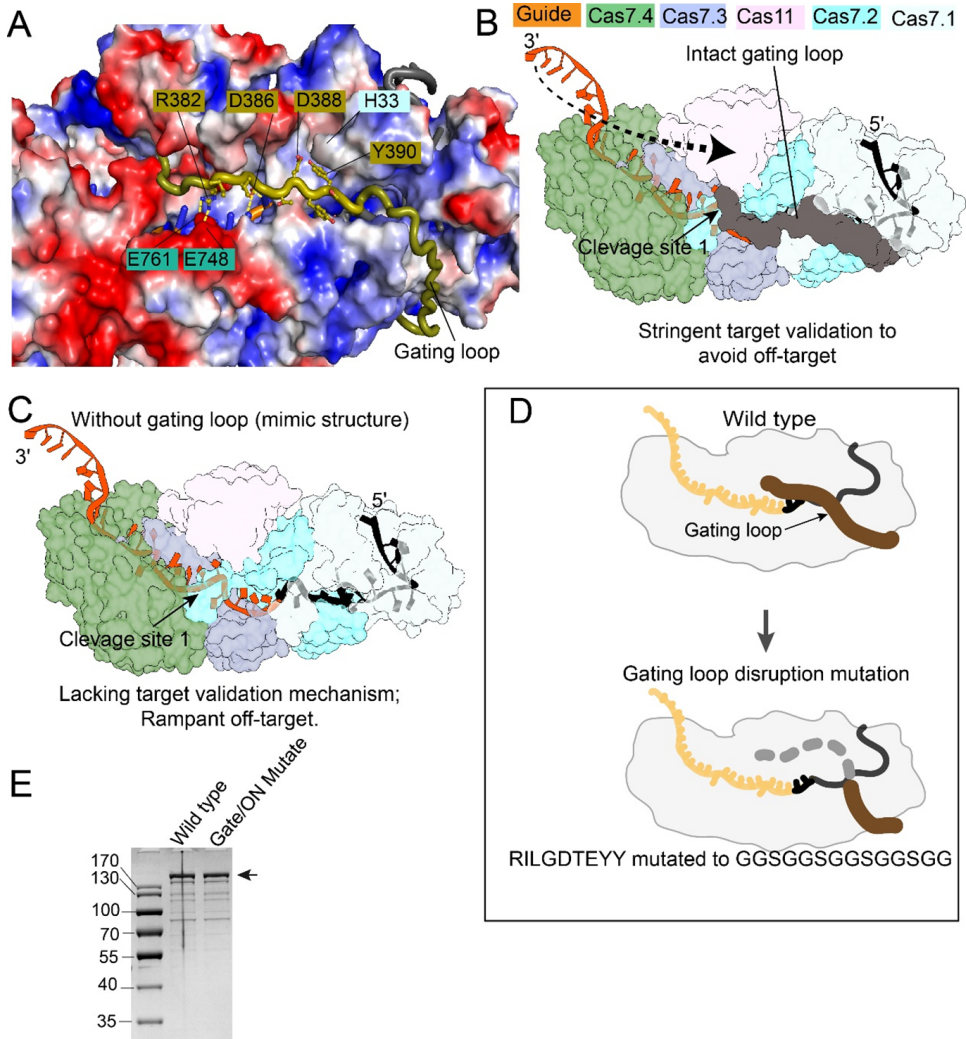 A
R382 D386 D388 H33
Y390
E761 E748
Gating loop
Guide Cas7.4 Cas7.3 Cas11 Cas7.2 Cas7.1
B
3'
Intact gating loop
5'
Clevage site 1
Stringent target validation to
avoid off-target
C
Without gating loop (mimic structure)
3'
5'
Clevage site 1
Lacking target validation mechanism;
Rampant off-target.
D
Wild type
Gating loop
Gating loop disruption mutation
RILGDTEYY mutated to GGSGGSGGSGGSGG
E
Wild type
Gate/ON Mutate
170
130
100
70
55
40
35